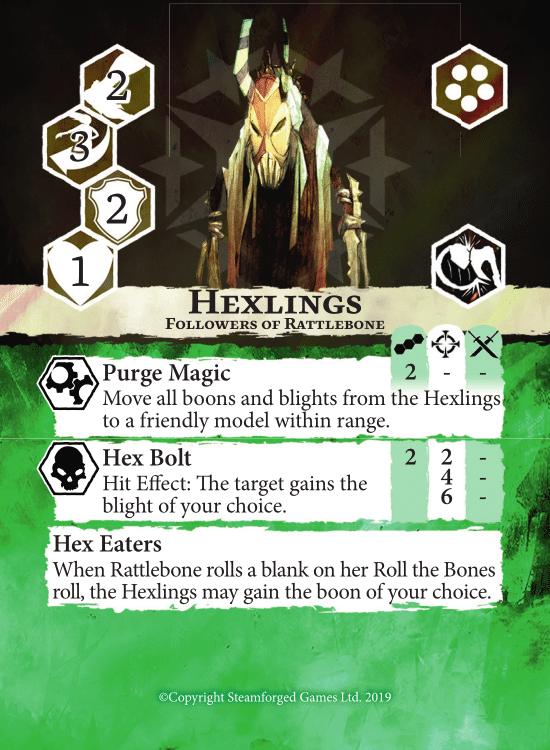 2
3
2
1
Hexlings
Followers of Rattlebone
Purge Magic 2 - -
Move all boons and blights from the Hexlings
to a friendly model within range.
Hex Bolt 2 2 -
Hit Effect: The target gains the 4 -
blight of your choice. 6 -
Hex Eaters
When Rattlebone rolls a blank on her Roll the Bones
roll, the Hexlings may gain the boon of your choice.
©Copyright Steamforged Games Ltd. 2019